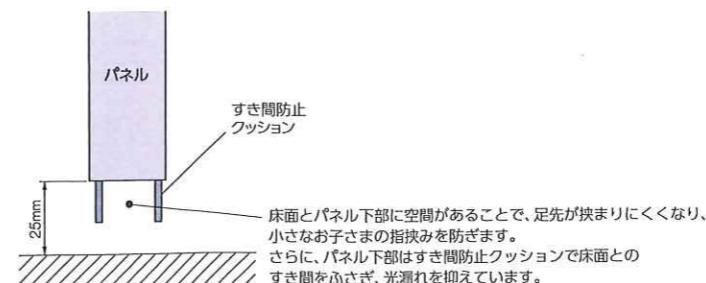 パネル
すき間防止
クッション
25mm
床面とパネル下部に空間があることで、足先が挟まりにくくなり、
小さなお子さまの指挟みを防ぎます。
さらに、パネル下部はすき間防止クッションで床面との
すき間をふさぎ、光漏れを抑えています。